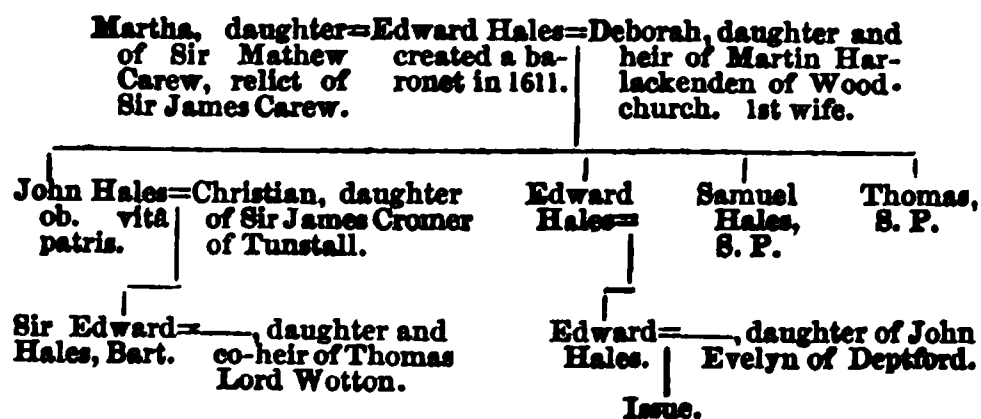 Martha, daughter=Edward Hales=Deborah, daughter and
of Sir Mathew created a ba- heir of Martin Har-
Carew, relict of ronet in 1611. lackenden of Wood-
Sir James Carew. church. 1st wife.
John Hales=Christian, daughter Edward Samuel Thomas,
ob. vitâ of Sir James Cromer Hales= Hales, S. P.
patris. of Tunstall. S. P.
Sir Edward=——, daughter and Edward=——, daughter of John
Hales, Bart. co-heir of Thomas Hales. Evelyn of Deptford.
Lord Wotton.
Issue.